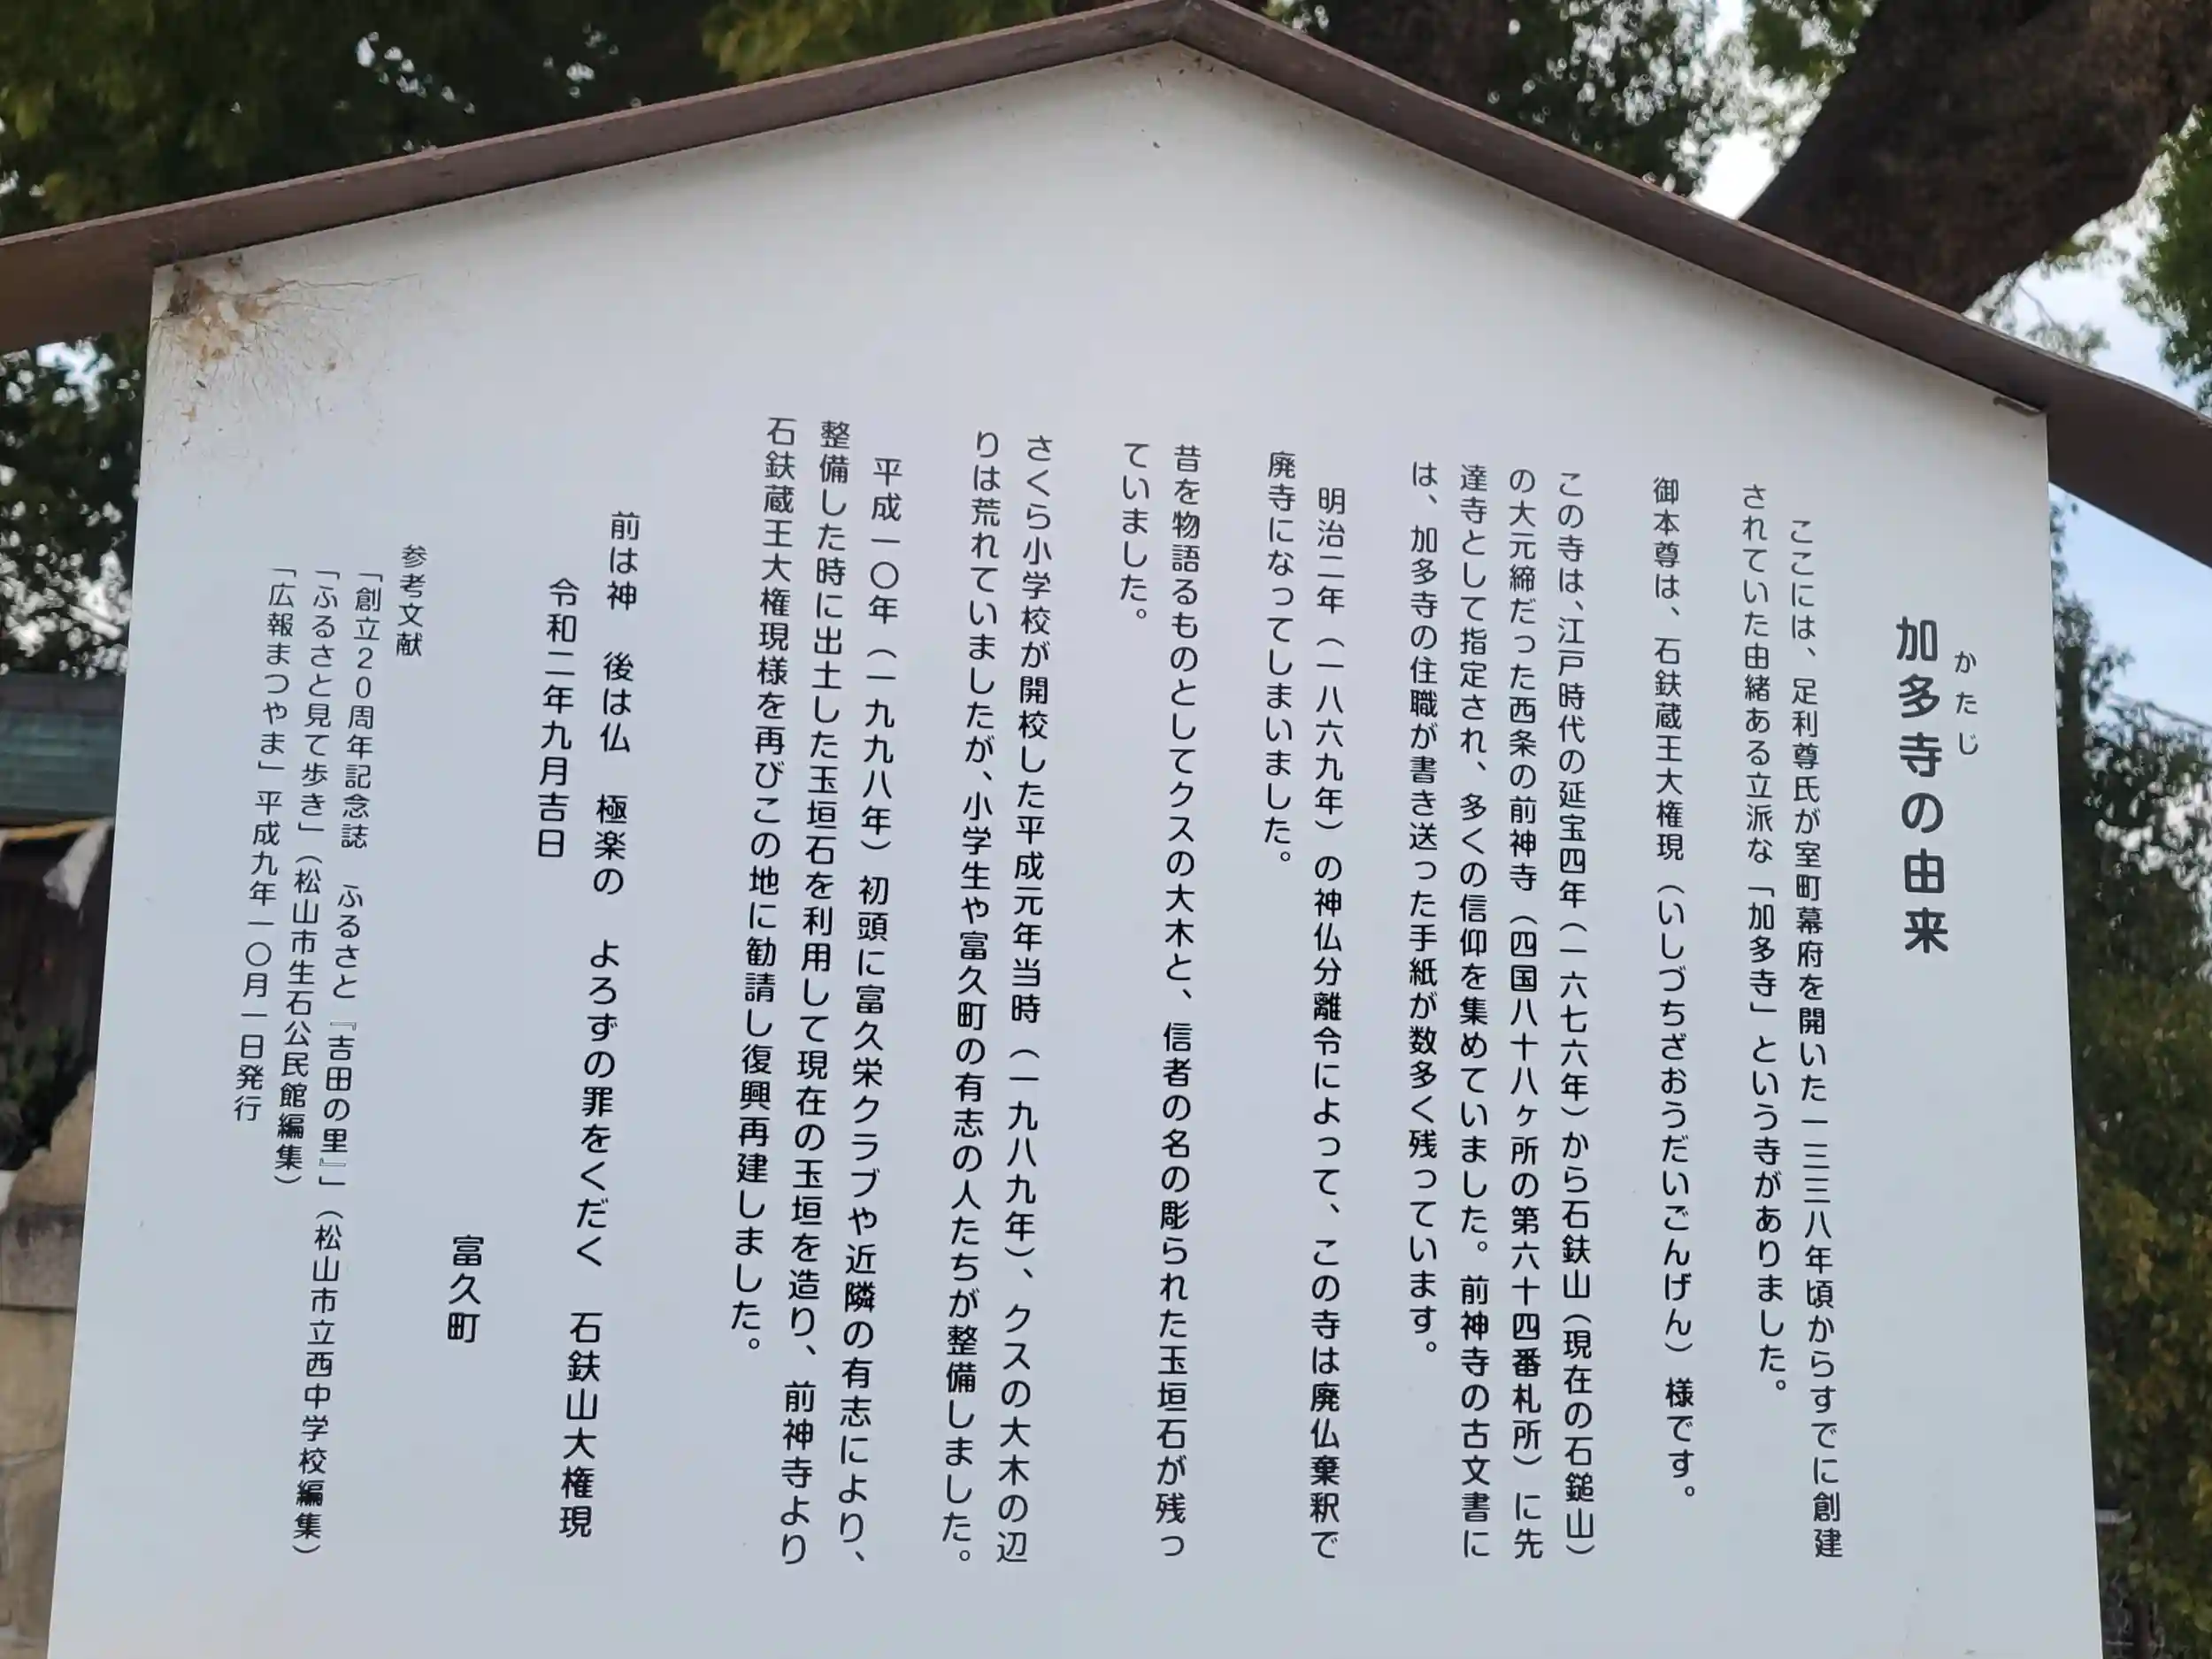 加多寺の由来
かたじ
ここには、足利尊氏が室町幕府を開いた一三三八年頃からすでに創建
されていた由緒ある立派な「加多寺」という寺がありました。
御本尊は、石鈇蔵王大権現（いしづちざおうだいごんげん）様です。
この寺は、江戸時代の延宝四年（一六七六年）から石鈇山（現在の石鎚山）
の大元締だった西条の前神寺（四国八十八ヶ所の第六十四番札所）に先
達寺として指定され、多くの信仰を集めていました。前神寺の古文書に
は、加多寺の住職が書き送った手紙が数多く残っています。
明治二年（一八六九年）の神仏分離令によって、この寺は廃仏棄釈で
廃寺になってしまいました。
昔を物語るものとしてクスの大木と、信者の名の彫られた玉垣石が残っ
ていました。
さくら小学校が開校した平成元年当時（一九八九年）、クスの大木の辺
りは荒れていましたが、小学生や富久町の有志の人たちが整備しました。
平成一〇年（一九九八年）初頭に富久栄クラブや近隣の有志により、
整備した時に出土した玉垣石を利用して現在の玉垣を造り、前神寺より
石鈇蔵王大権現様を再びこの地に勧請し復興再建しました。
前は神　後は仏　極楽の　よろずの罪をくだく　石鈇山大権現
令和二年九月吉日
富久町
参考文献
「創立２０周年記念誌　ふるさと『吉田の里』」（松山市立西中学校編集）
「ふるさと見て歩き」（松山市生石公民館編集）
「広報まつやま」平成九年一〇月一日発行